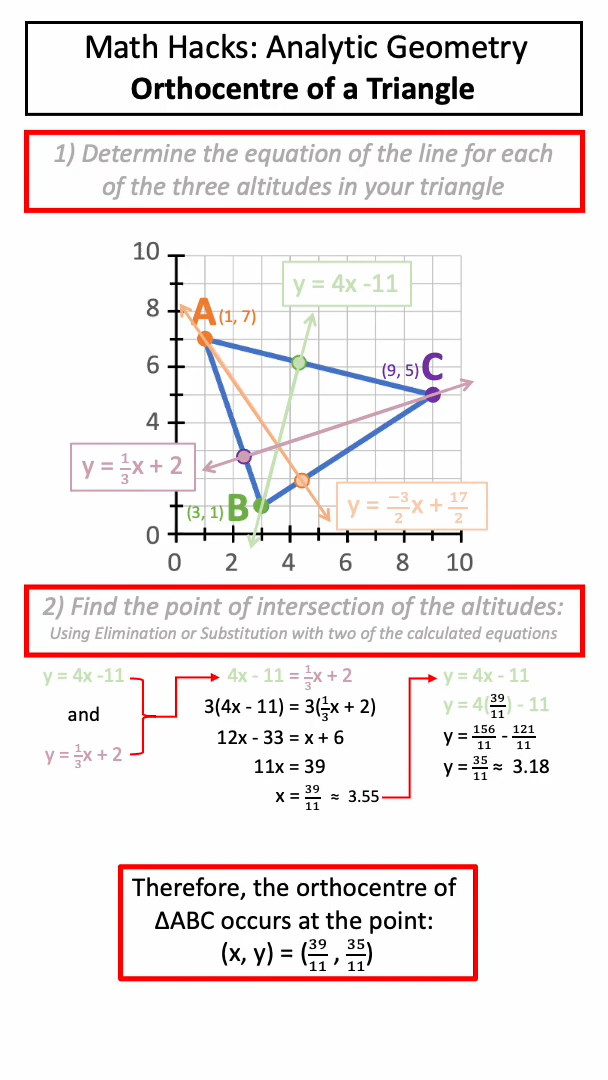 Math Hacks: Analytic Geometry
Orthocentre of a Triangle
1) Determine the equation of the line for each
of the three altitudes in your triangle
10
8
6
4
2
0
0 2 4 6 8 10
y = 4x -11
A (1, 7)
(9, 5) C
y = 1/3x + 2
(3, 1) B
y = -3/2x + 17/2
2) Find the point of intersection of the altitudes:
Using Elimination or Substitution with two of the calculated equations
y = 4x -11
and
y = 1/3x + 2
4x - 11 = 1/3x + 2
3(4x - 11) = 3(1/3x + 2)
12x - 33 = x + 6
11x = 39
x = 39/11 ≈ 3.55
y = 4x - 11
y = 4(39/11) - 11
y = 156/11 - 121/11
y = 35/11 ≈ 3.18
Therefore, the orthocentre of
ΔABC occurs at the point:
(x, y) = (39/11 , 35/11)